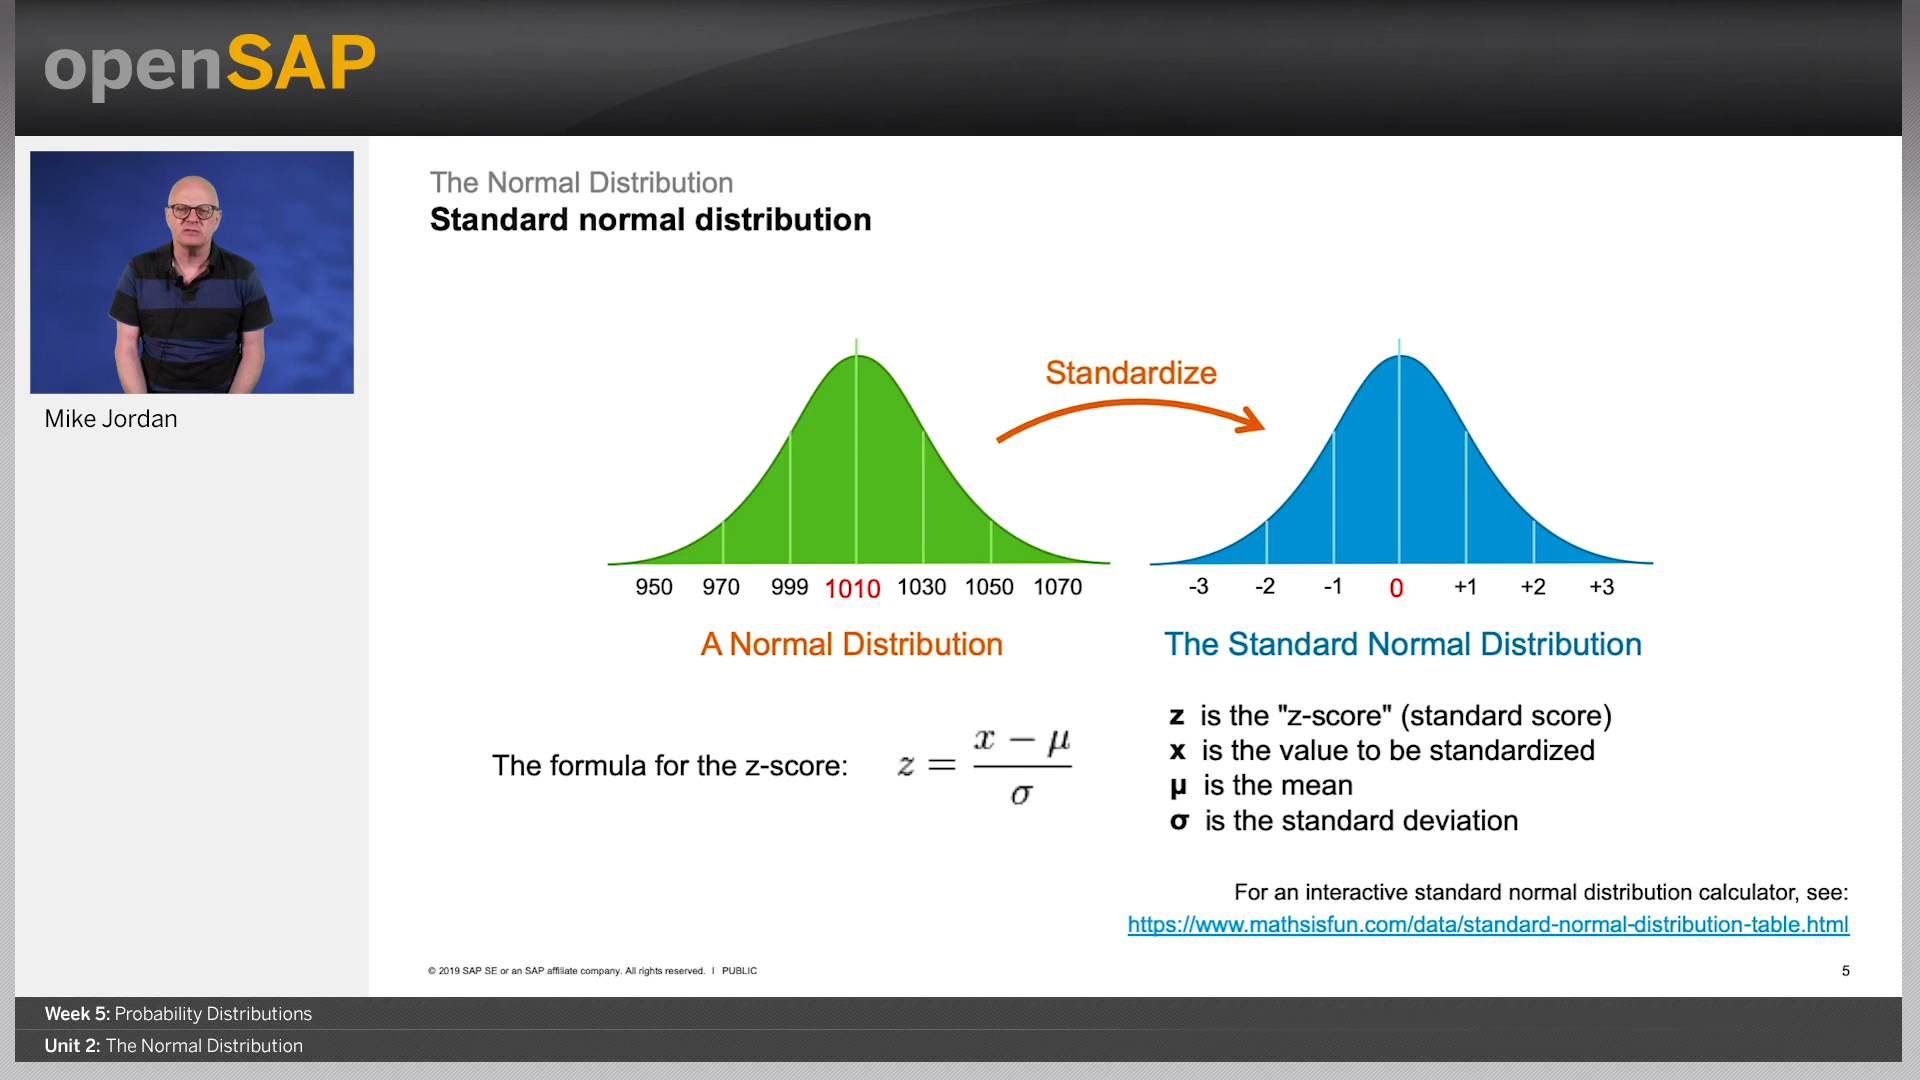 openSAP
Mike Jordan
The Normal Distribution
Standard normal distribution
Standardize
950 970 999 1010 1030 1050 1070
-3 -2 -1 0 +1 +2 +3
A Normal Distribution
The Standard Normal Distribution
The formula for the z-score: z = (x − μ) / σ
z is the "z-score" (standard score)
x is the value to be standardized
μ is the mean
σ is the standard deviation
For an interactive standard normal distribution calculator, see:
https://www.mathsisfun.com/data/standard-normal-distribution-table.html
© 2019 SAP SE or an SAP affiliate company. All rights reserved. ǀ PUBLIC
5
Week 5: Probability Distributions
Unit 2: The Normal Distribution